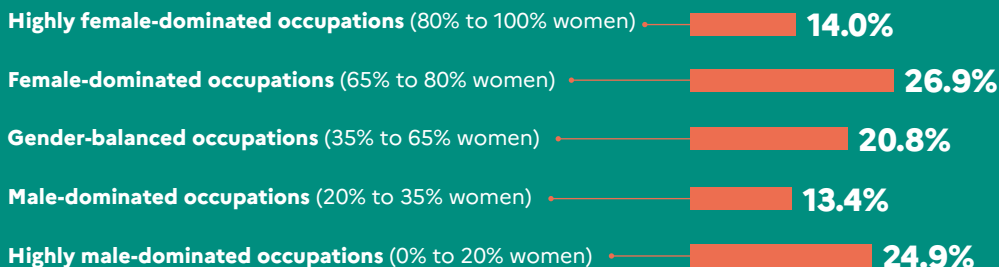 Highly female-dominated occupations (80% to 100% women) 14.0%
Female-dominated occupations (65% to 80% women) 26.9%
Gender-balanced occupations (35% to 65% women) 20.8%
Male-dominated occupations (20% to 35% women) 13.4%
Highly male-dominated occupations (0% to 20% women) 24.9%